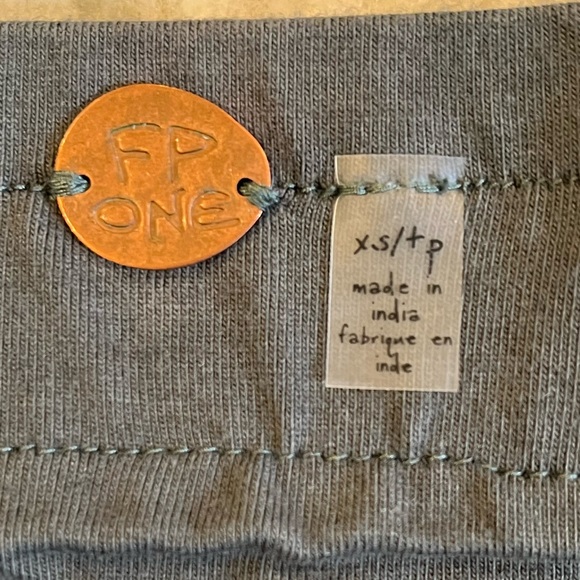 FP
ONE
xs/tp
made in
india
fabrique en
inde